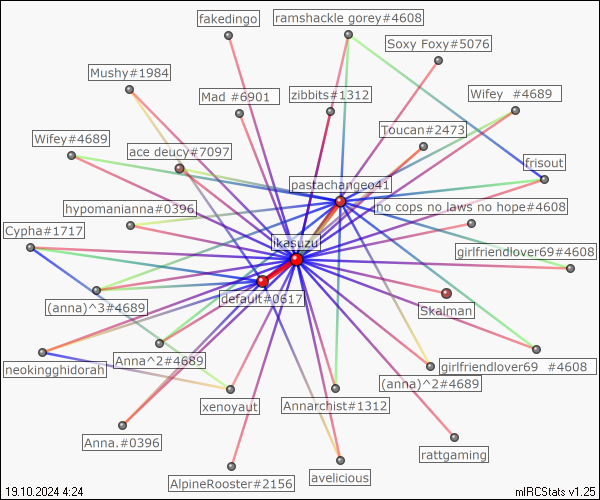 fakedingo
ramshackle gorey#4608
Soxy Foxy#5076
Mushy#1984
Mad #6901
zibbits#1312
Wifey #4689
Toucan#2473
Wifey#4689
ace deucy#7097
frisout
pastachangeo41
hypomanianna#0396
no cops no laws no hope#4608
Cypha#1717
ikasuzu
girlfriendlover69#4608
default#0617
(anna)^3#4689
Skalman
neokingghidorah
Anna^2#4689
girlfriendlover69 #4608
(anna)^2#4689
xenoyaut
Annarchist#1312
Anna.#0396
rattgaming
AlpineRooster#2156
avelicious
19.10.2024 4:24
mIRCStats v1.25